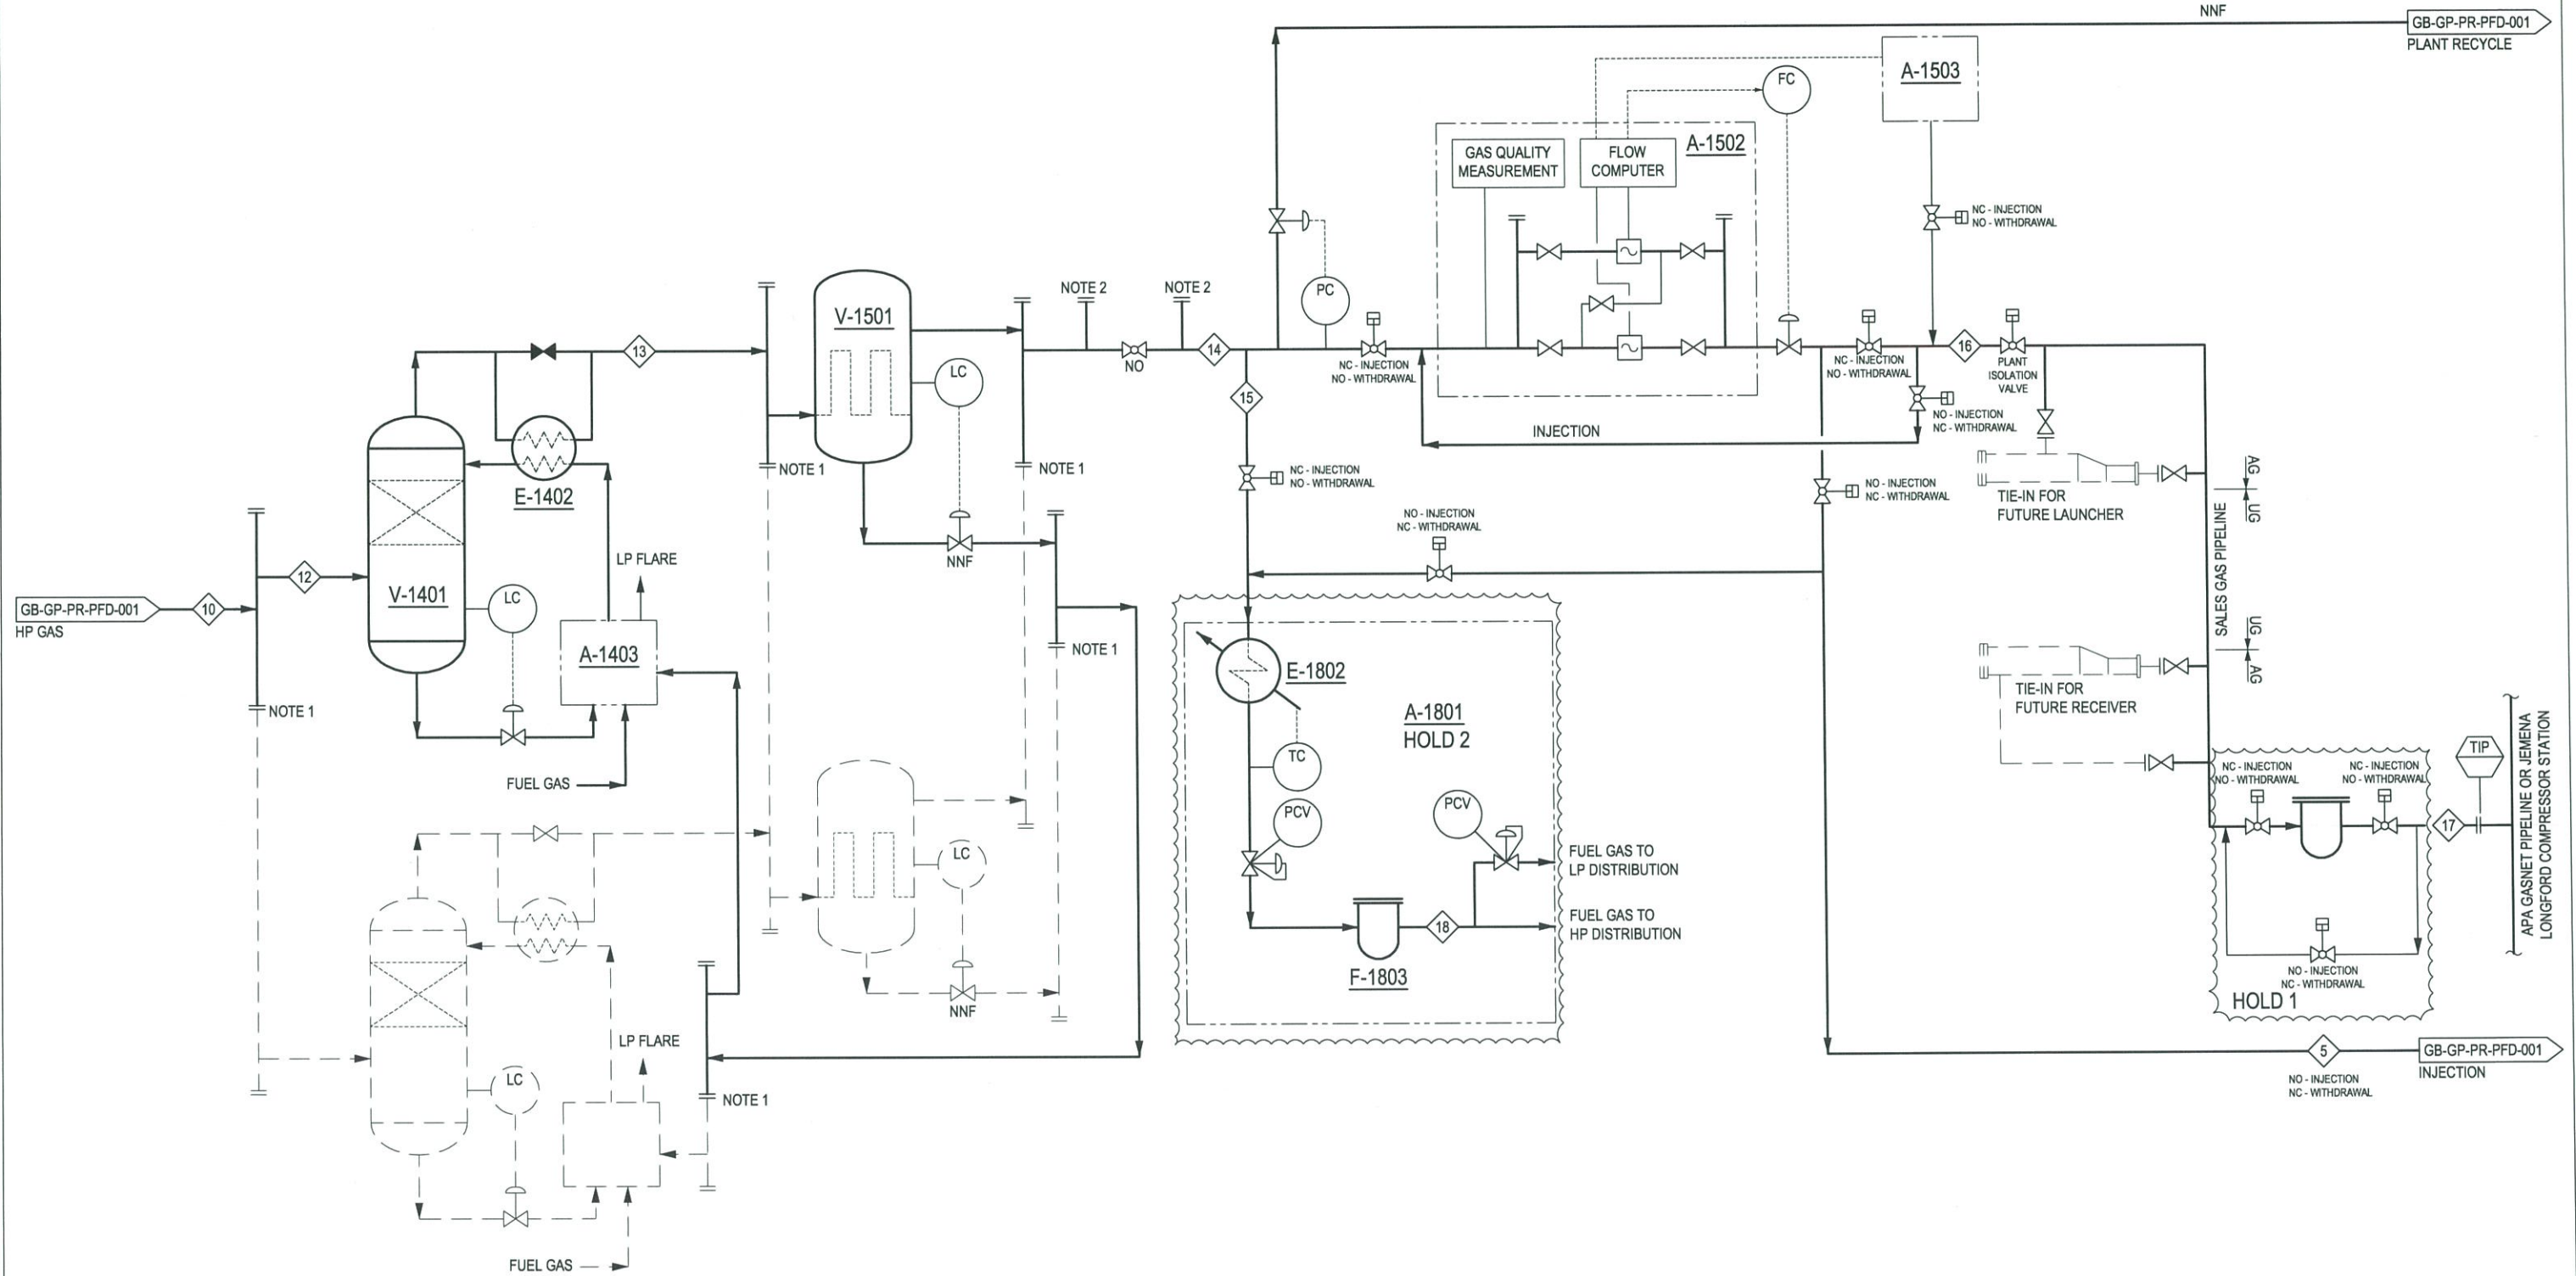 NNF
GB-GP-PR-PFD-001
PLANT RECYCLE
A-1503
FC
A-1502
GAS QUALITY
MEASUREMENT
FLOW
COMPUTER
NC - INJECTION
NO - WITHDRAWAL
PC
NOTE 2
NOTE 2
V-1501
13
14
NO
NC - INJECTION
NO - WITHDRAWAL
NC - INJECTION
NO - WITHDRAWAL
16
PLANT
ISOLATION
VALVE
LC
15
NO - INJECTION
NC - WITHDRAWAL
INJECTION
NOTE 1
NOTE 1
E-1402
NC - INJECTION
NO - WITHDRAWAL
NO - INJECTION
NC - WITHDRAWAL
TIE-IN FOR
FUTURE LAUNCHER
AG
UG
SALES GAS PIPELINE
NO - INJECTION
NC - WITHDRAWAL
NNF
LP FLARE
12
V-1401
LC
GB-GP-PR-PFD-001
10
HP GAS
A-1403
NOTE 1
E-1802
UG
AG
TIE-IN FOR
FUTURE RECEIVER
NOTE 1
A-1801
HOLD 2
TC
TIP
APA GASNET PIPELINE OR JEMENA
LONGFORD COMPRESSOR STATION
NC - INJECTION
NO - WITHDRAWAL
NC - INJECTION
NO - WITHDRAWAL
FUEL GAS
PCV
PCV
17
LC
FUEL GAS TO
LP DISTRIBUTION
FUEL GAS TO
HP DISTRIBUTION
18
F-1803
NO - INJECTION
NC - WITHDRAWAL
HOLD 1
NNF
LP FLARE
LC
NOTE 1
5
GB-GP-PR-PFD-001
INJECTION
NO - INJECTION
NC - WITHDRAWAL
FUEL GAS